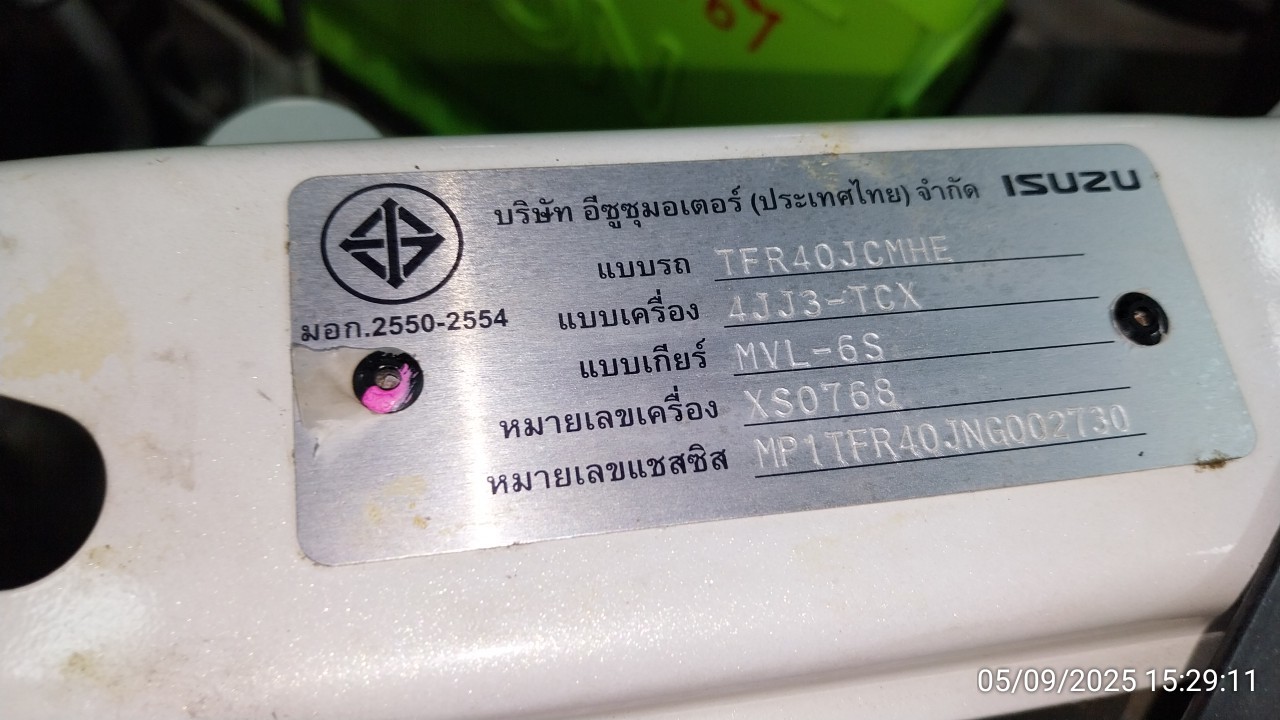 บริษัท อีซูซุมอเตอร์ (ประเทศไทย) จำกัด ISUZU
แบบรถ TFR40JCMHE
มอก.2550-2554
แบบเครื่อง 4JJ3-TCX
แบบเกียร์ MVL-6S
หมายเลขเครื่อง XS0768
หมายเลขแชสซิส MP1TFR40JNG002730
05/09/2025 15:29:11